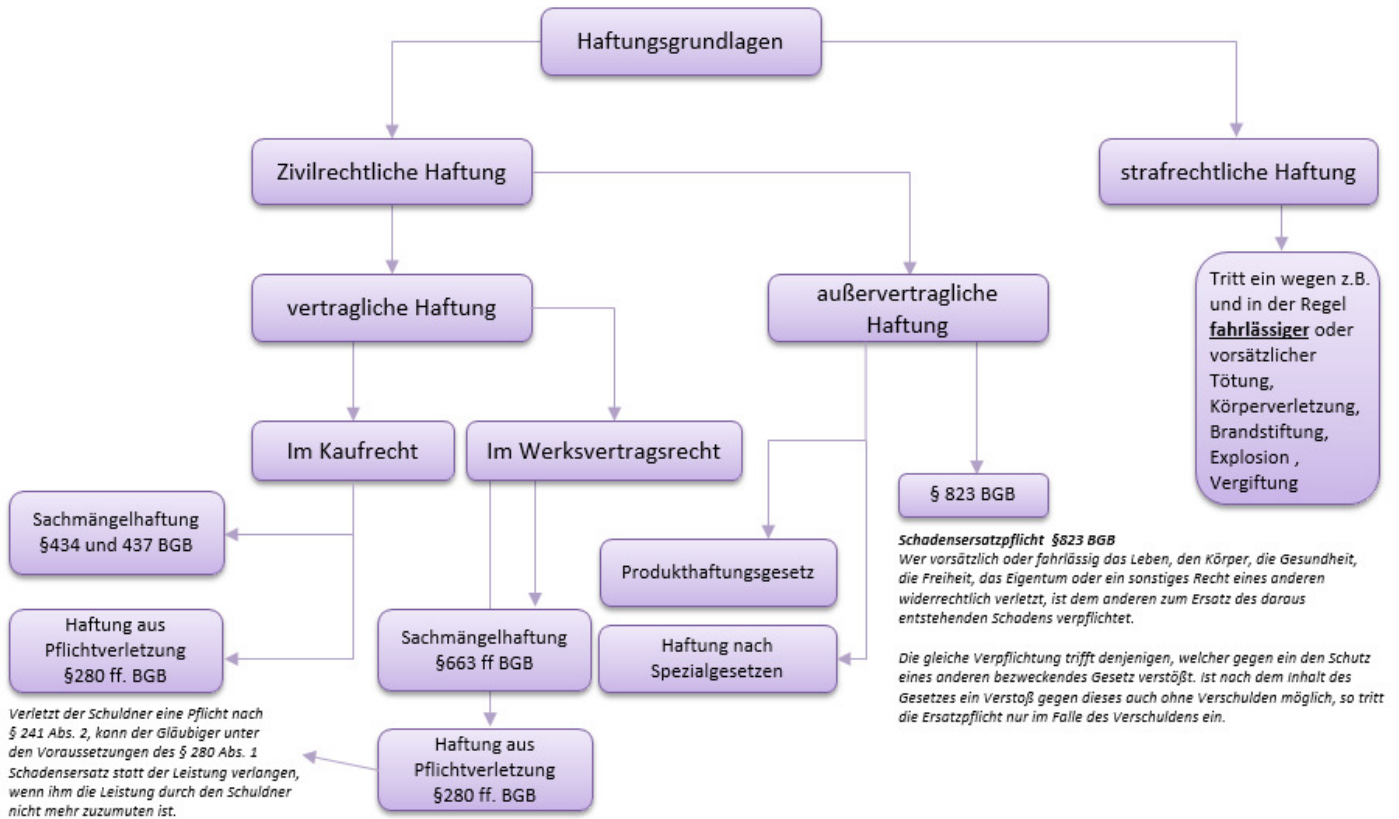 Haftungsgrundlagen
Zivilrechtliche Haftung
strafrechtliche Haftung
vertragliche Haftung
außervertragliche
Haftung
Tritt ein wegen z.B.
und in der Regel
fahrlässiger oder
vorsätzlicher
Tötung,
Körperverletzung,
Brandstiftung,
Explosion ,
Vergiftung
Im Kaufrecht
Im Werksvertragsrecht
§ 823 BGB
Sachmängelhaftung
§434 und 437 BGB
Produkthaftungsgesetz
Schadensersatzpflicht §823 BGB
Wer vorsätzlich oder fahrlässig das Leben, den Körper, die Gesundheit,
die Freiheit, das Eigentum oder ein sonstiges Recht eines anderen
widerrechtlich verletzt, ist dem anderen zum Ersatz des daraus
entstehenden Schadens verpflichtet.
Die gleiche Verpflichtung trifft denjenigen, welcher gegen ein den Schutz
eines anderen bezweckendes Gesetz verstößt. Ist nach dem Inhalt des
Gesetzes ein Verstoß gegen dieses auch ohne Verschulden möglich, so tritt
die Ersatzpflicht nur im Falle des Verschuldens ein.
Haftung aus
Pflichtverletzung
§280 ff. BGB
Sachmängelhaftung
§663 ff BGB
Haftung nach
Spezialgesetzen
Verletzt der Schuldner eine Pflicht nach
§ 241 Abs. 2, kann der Gläubiger unter
den Voraussetzungen des § 280 Abs. 1
Schadensersatz statt der Leistung verlangen,
wenn ihm die Leistung durch den Schuldner
nicht mehr zuzumuten ist.
Haftung aus
Pflichtverletzung
§280 ff. BGB